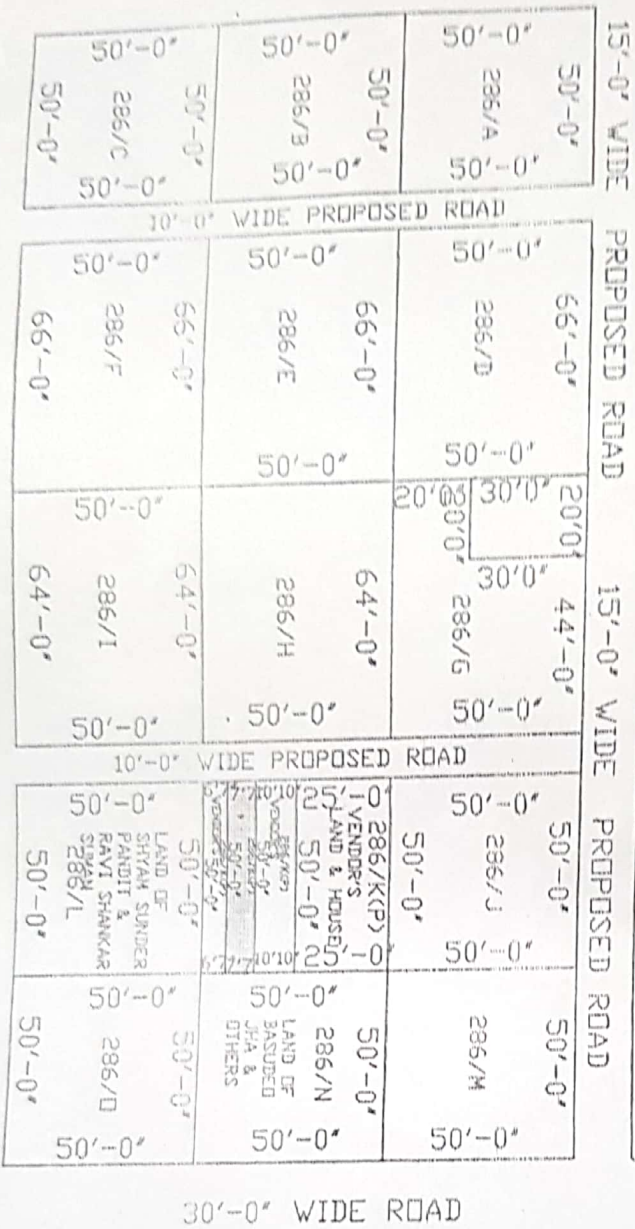 15'-0" WIDE PROPOSED ROAD
15'-0" WIDE PROPOSED ROAD
50'-0"
50'-0"
286/A
50'-0"
50'-0"
50'-0"
286/B
50'-0"
50'-0"
50'-0"
286/C
50'-0"
50'-0"
10'-0" WIDE PROPOSED ROAD
66'-0"
50'-0"
286/D
50'-0"
66'-0"
50'-0"
286/E
50'-0"
66'-0"
50'-0"
286/F
66'-0"
20'0"
30'0"
30'0"
20'0"
44'-0"
286/G
50'-0"
64'-0"
286/H
50'-0"
64'-0"
50'-0"
286/I
50'-0"
64'-0"
10'-0" WIDE PROPOSED ROAD
50'-0"
50'-0"
286/J
50'-0"
50'-0"
286/K(P)
VENDOR'S
LAND & HOUSE
50'-0"
25'-0
25'-0
10'10"
10'10"
50'-0"
50'-0"
50'-0"
50'-0"
50'-0"
LAND OF
SHYAM SUNDER
PANDIT &
RAVI SHANKAR
SUMAN
286/L
50'-0"
50'-0"
286/M
50'-0"
50'-0"
50'-0"
286/N
LAND OF
BASUDEO
JHA &
OTHERS
50'-0"
50'-0"
50'-0"
286/O
50'-0"
50'-0"
30'-0" WIDE ROAD